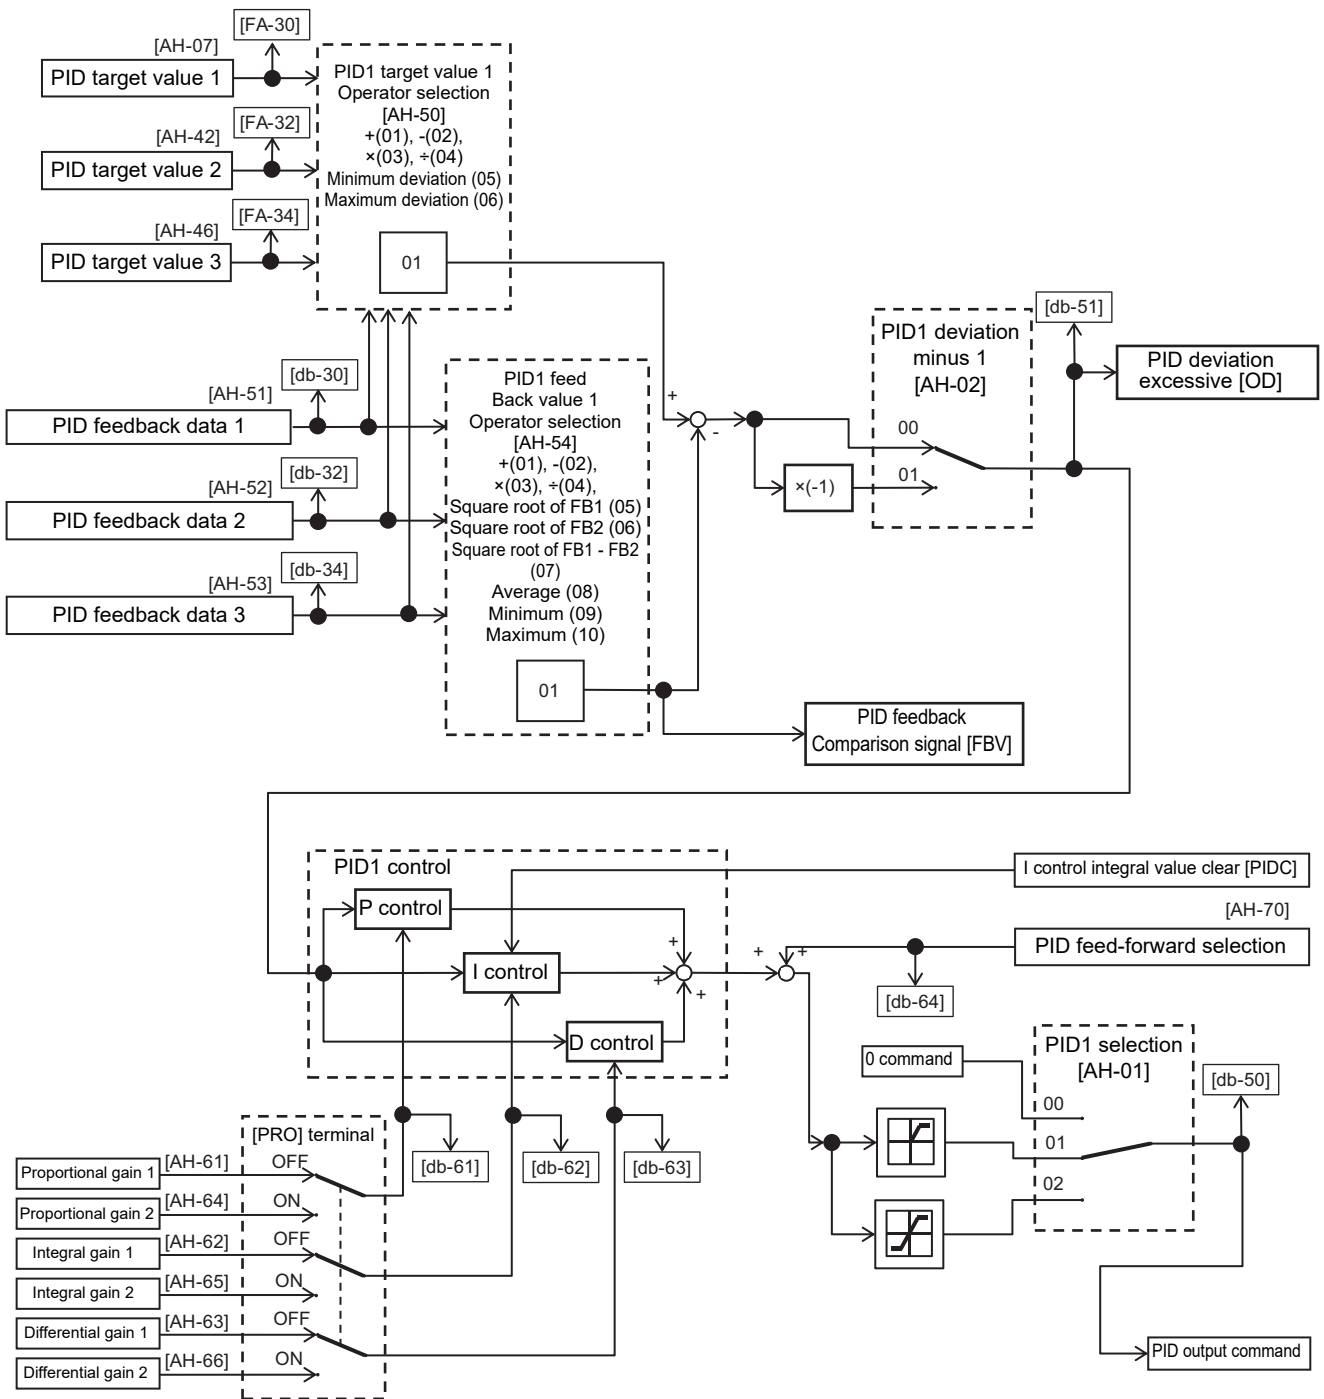 [FA-30]
[AH-07]
PID target value 1
[FA-32]
[AH-42]
PID target value 2
[FA-34]
[AH-46]
PID target value 3
PID1 target value 1
Operator selection
[AH-50]
+(01), -(02),
×(03), ÷(04)
Minimum deviation (05)
Maximum deviation (06)
01
[db-30]
[AH-51]
PID feedback data 1
[db-32]
[AH-52]
PID feedback data 2
[db-34]
[AH-53]
PID feedback data 3
PID1 feed
Back value 1
Operator selection
[AH-54]
+(01), -(02),
×(03), ÷(04),
Square root of FB1 (05)
Square root of FB2 (06)
Square root of FB1 - FB2
(07)
Average (08)
Minimum (09)
Maximum (10)
01
+
-
×(-1)
PID1 deviation
minus 1
[AH-02]
00
01
[db-51]
PID deviation
excessive [OD]
PID feedback
Comparison signal [FBV]
PID1 control
P control
I control
D control
+
+
+
I control integral value clear [PIDC]
[AH-70]
PID feed-forward selection
+
+
[db-64]
0 command
PID1 selection
[AH-01]
00
01
02
[db-50]
PID output command
[db-61]
[db-62]
[db-63]
[PRO] terminal
Proportional gain 1
[AH-61]
OFF
Proportional gain 2
[AH-64]
ON
Integral gain 1
[AH-62]
OFF
Integral gain 2
[AH-65]
ON
Differential gain 1
[AH-63]
OFF
Differential gain 2
[AH-66]
ON